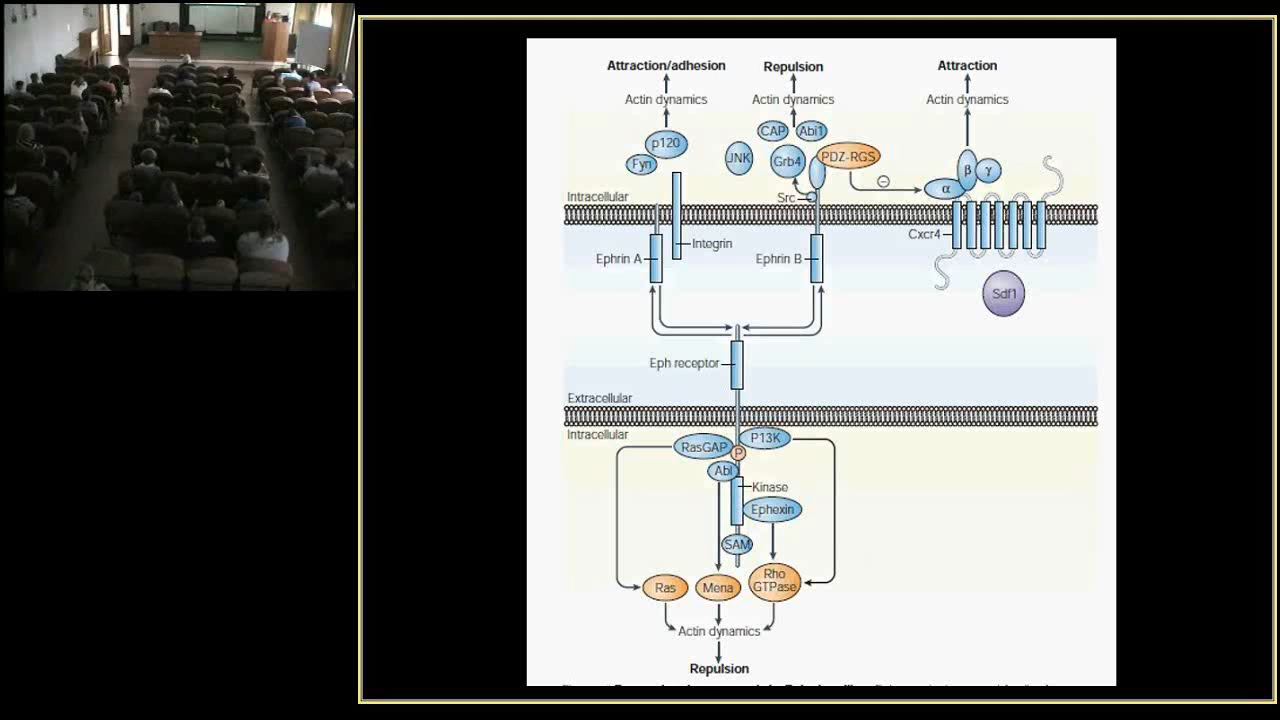 Attraction/adhesion
Repulsion
Attraction
Actin dynamics
Actin dynamics
Actin dynamics
p120
Fyn
CAP
Abi1
JNK
Grb4
PDZ-RGS
β
γ
α
Intracellular
Src
Integrin
Ephrin A
Ephrin B
Cxcr4
Sdf1
Eph receptor
Extracellular
Intracellular
RasGAP
P13K
P
Abl
Kinase
Ephexin
SAM
Ras
Mena
Rho
GTPase
Actin dynamics
Repulsion